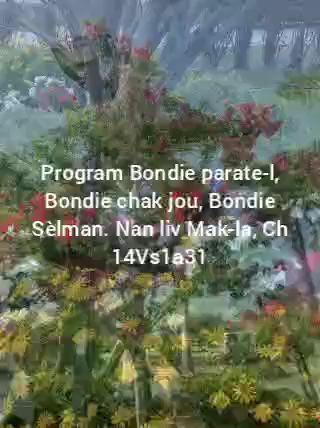 Program Bondie parate-l,
Bondie chak jou, Bondie
Sèlman. Nan liv Mak-la, Ch
14Vs1a31